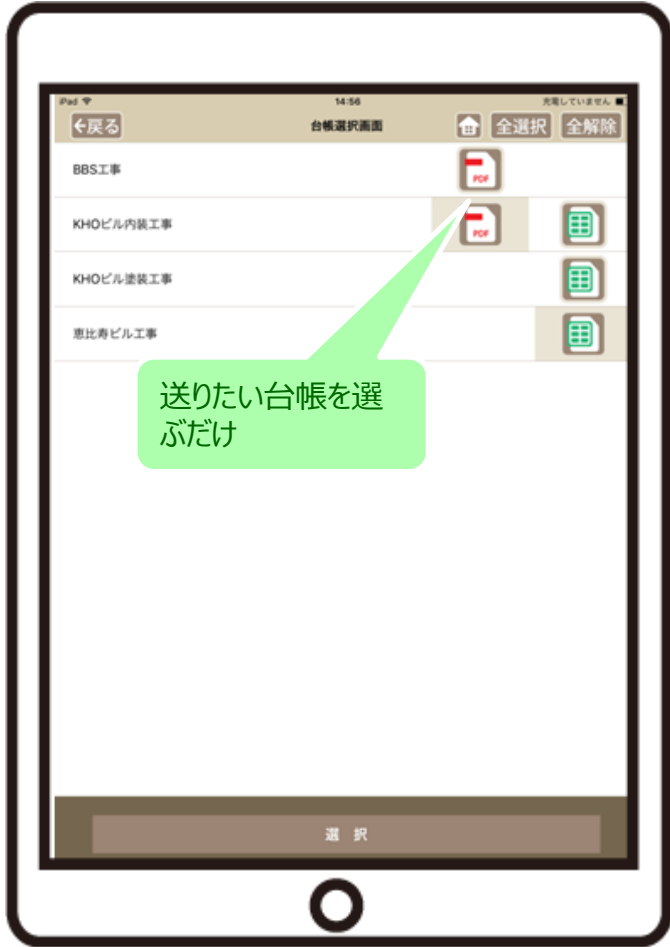 iPad 14:56 充電していません
←戻る 台帳選択画面 全選択 全解除
BBS工事 PDF
KHOビル内装工事 PDF
KHOビル塗装工事
恵比寿ビル工事
送りたい台帳を選
ぶだけ
選 択